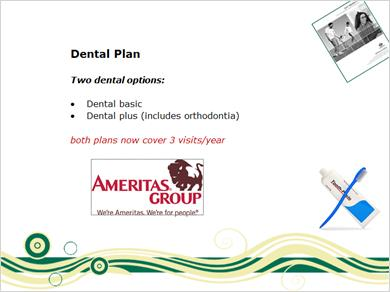 Dental Plan
Two dental options:
• Dental basic
• Dental plus (includes orthodontia)
both plans now cover 3 visits/year
AMERITAS
GROUP
We're Ameritas. We're for people®